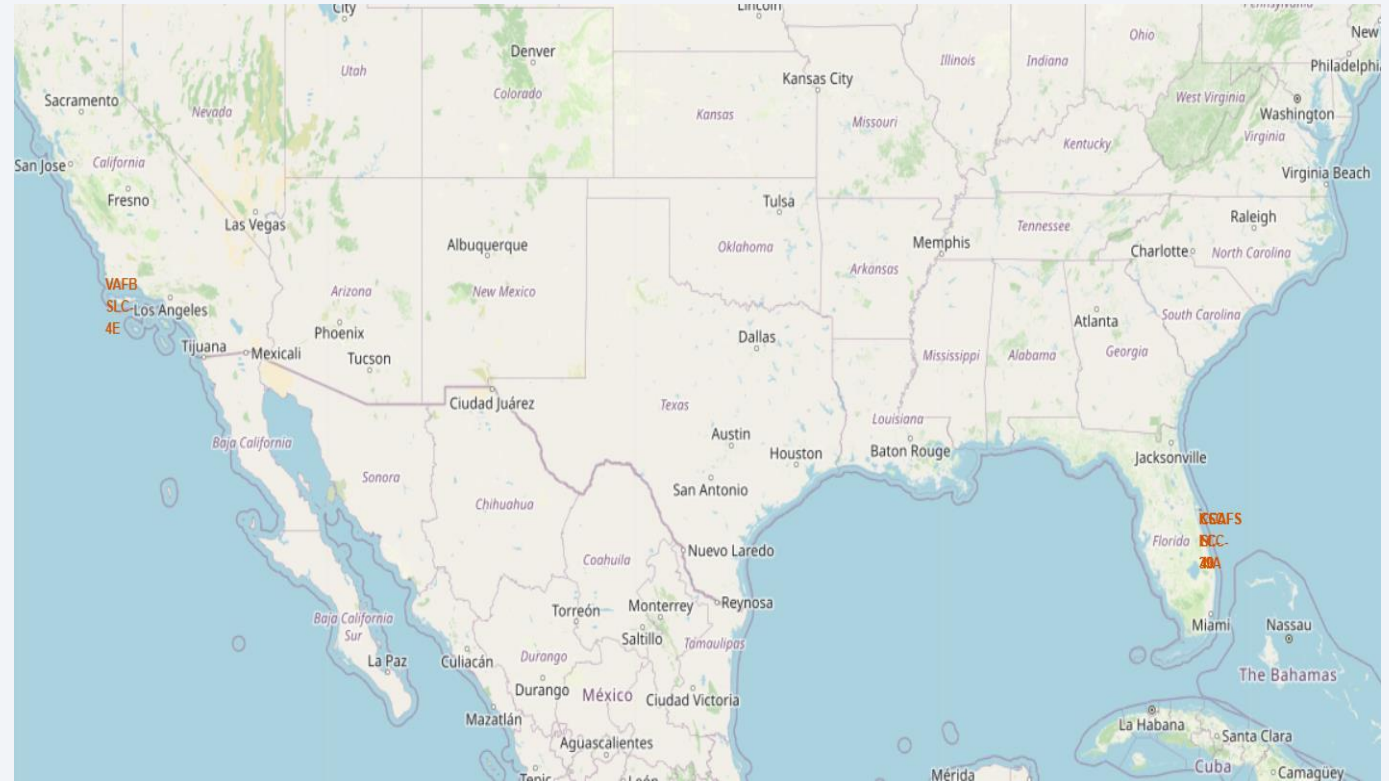 City
Lincoln
Pennsylvania
New
Denver
Ohio
Utah
Illinois
Indiana
Philadelphi
Kansas City
Colorado
Sacramento
Nevada
Kansas
Missouri
West Virginia
Washington
Virginia
Kentucky
San Jose
California
Virginia Beach
Fresno
Tulsa
Las Vegas
Raleigh
Tennessee
Albuquerque
Oklahoma
Memphis
Charlotte
North Carolina
Arkansas
VAFB
SLC-
4E
Arizona
New Mexico
Los Angeles
South Carolina
Phoenix
Atlanta
Dallas
Tijuana
Mexicali
Tucson
Mississippi
Alabama
Georgia
Ciudad Juárez
Texas
Louisiana
Austin
Baja California
Houston
Baton Rouge
Jacksonville
Sonora
San Antonio
Chihuahua
Florida
Nuevo Laredo
Coahuila
Torreón
Monterrey
Reynosa
Baja California
Sur
Saltillo
Tamaulipas
Miami
Nassau
La Paz
Culiacán
Durango
The Bahamas
Durango
México
Ciudad Victoria
Mazatlán
La Habana
Santa Clara
Aguascalientes
Cuba
Camagüey
Mérida
Tepic
León